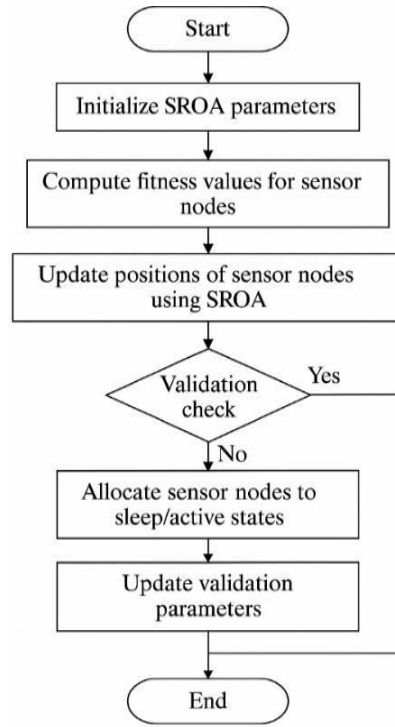 Start
Initialize SROA parameters
Compute fitness values for sensor
nodes
Update positions of sensor nodes
using SROA
Validation
check
Yes
No
Allocate sensor nodes to
sleep/active states
Update validation
parameters
End